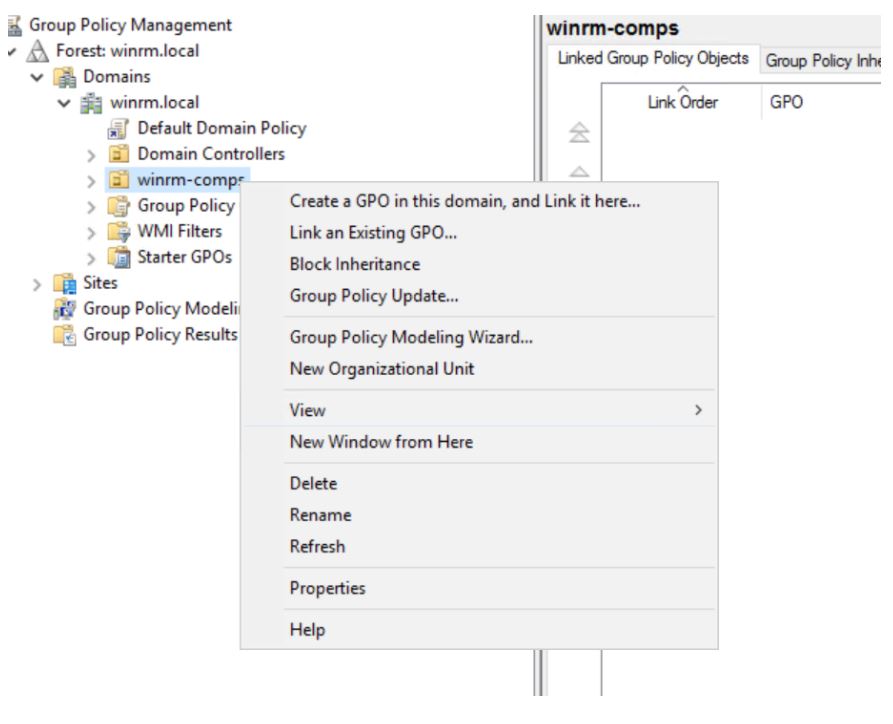 Group Policy Management
Forest: winrm.local
Domains
winrm.local
Default Domain Policy
Domain Controllers
winrm-comps
Group Policy
WMI Filters
Starter GPOs
Sites
Group Policy Modeli
Group Policy Results
winrm-comps
Linked Group Policy Objects
Group Policy Inhe
Link Order
GPO
Create a GPO in this domain, and Link it here...
Link an Existing GPO...
Block Inheritance
Group Policy Update...
Group Policy Modeling Wizard...
New Organizational Unit
View
New Window from Here
Delete
Rename
Refresh
Properties
Help